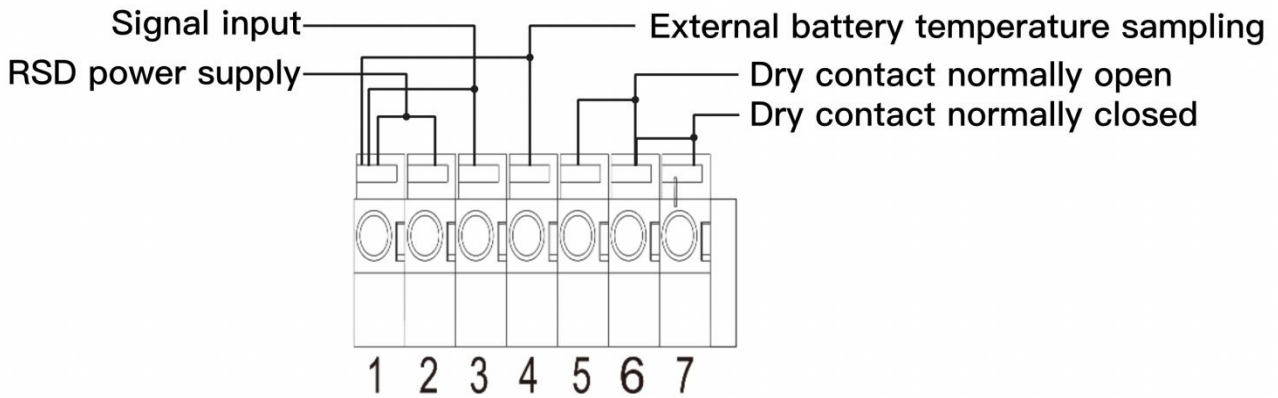 Signal input
External battery temperature sampling
RSD power supply
Dry contact normally open
Dry contact normally closed
1 2 3 4 5 6 7